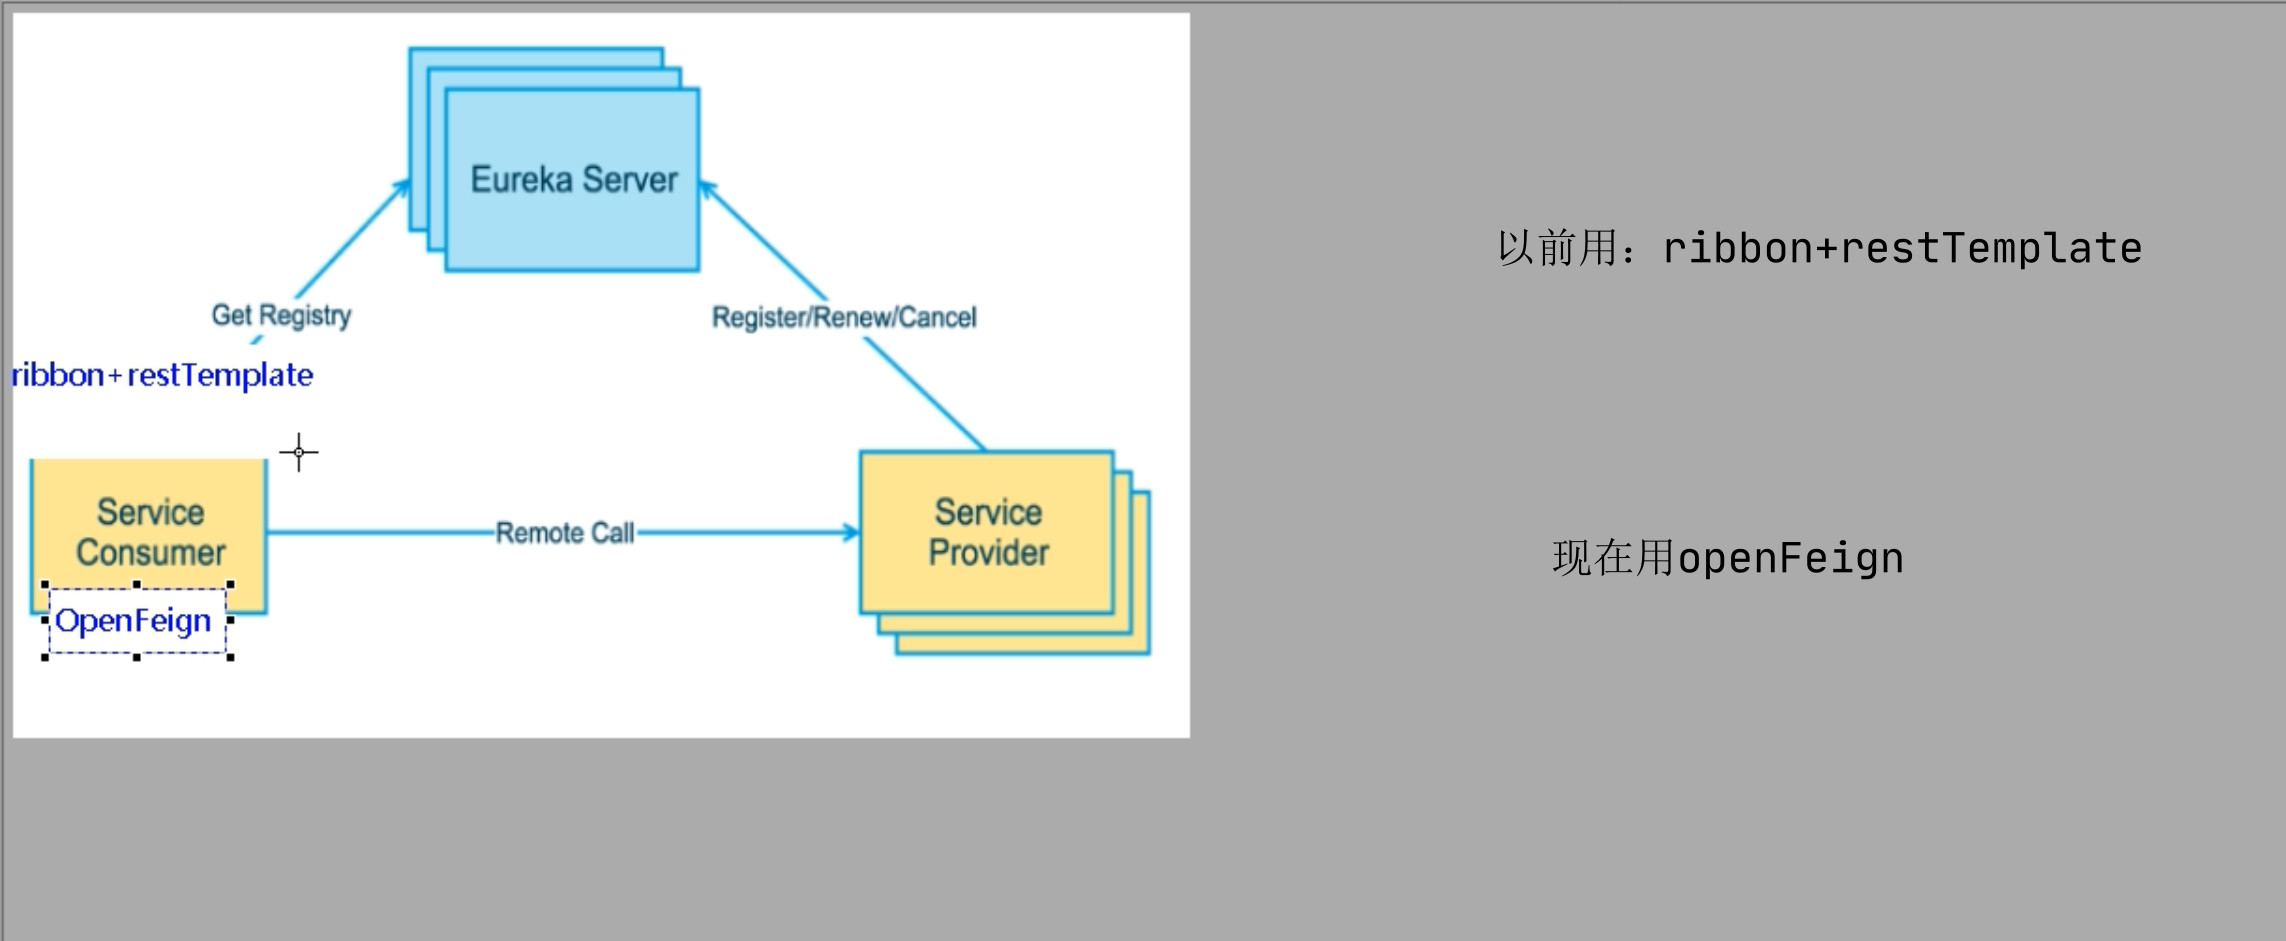 Eureka Server
以前用：ribbon+restTemplate
Get Registry
Register/Renew/Cancel
ribbon+restTemplate
Service
Consumer
Remote Call
Service
Provider
现在用openFeign
OpenFeign